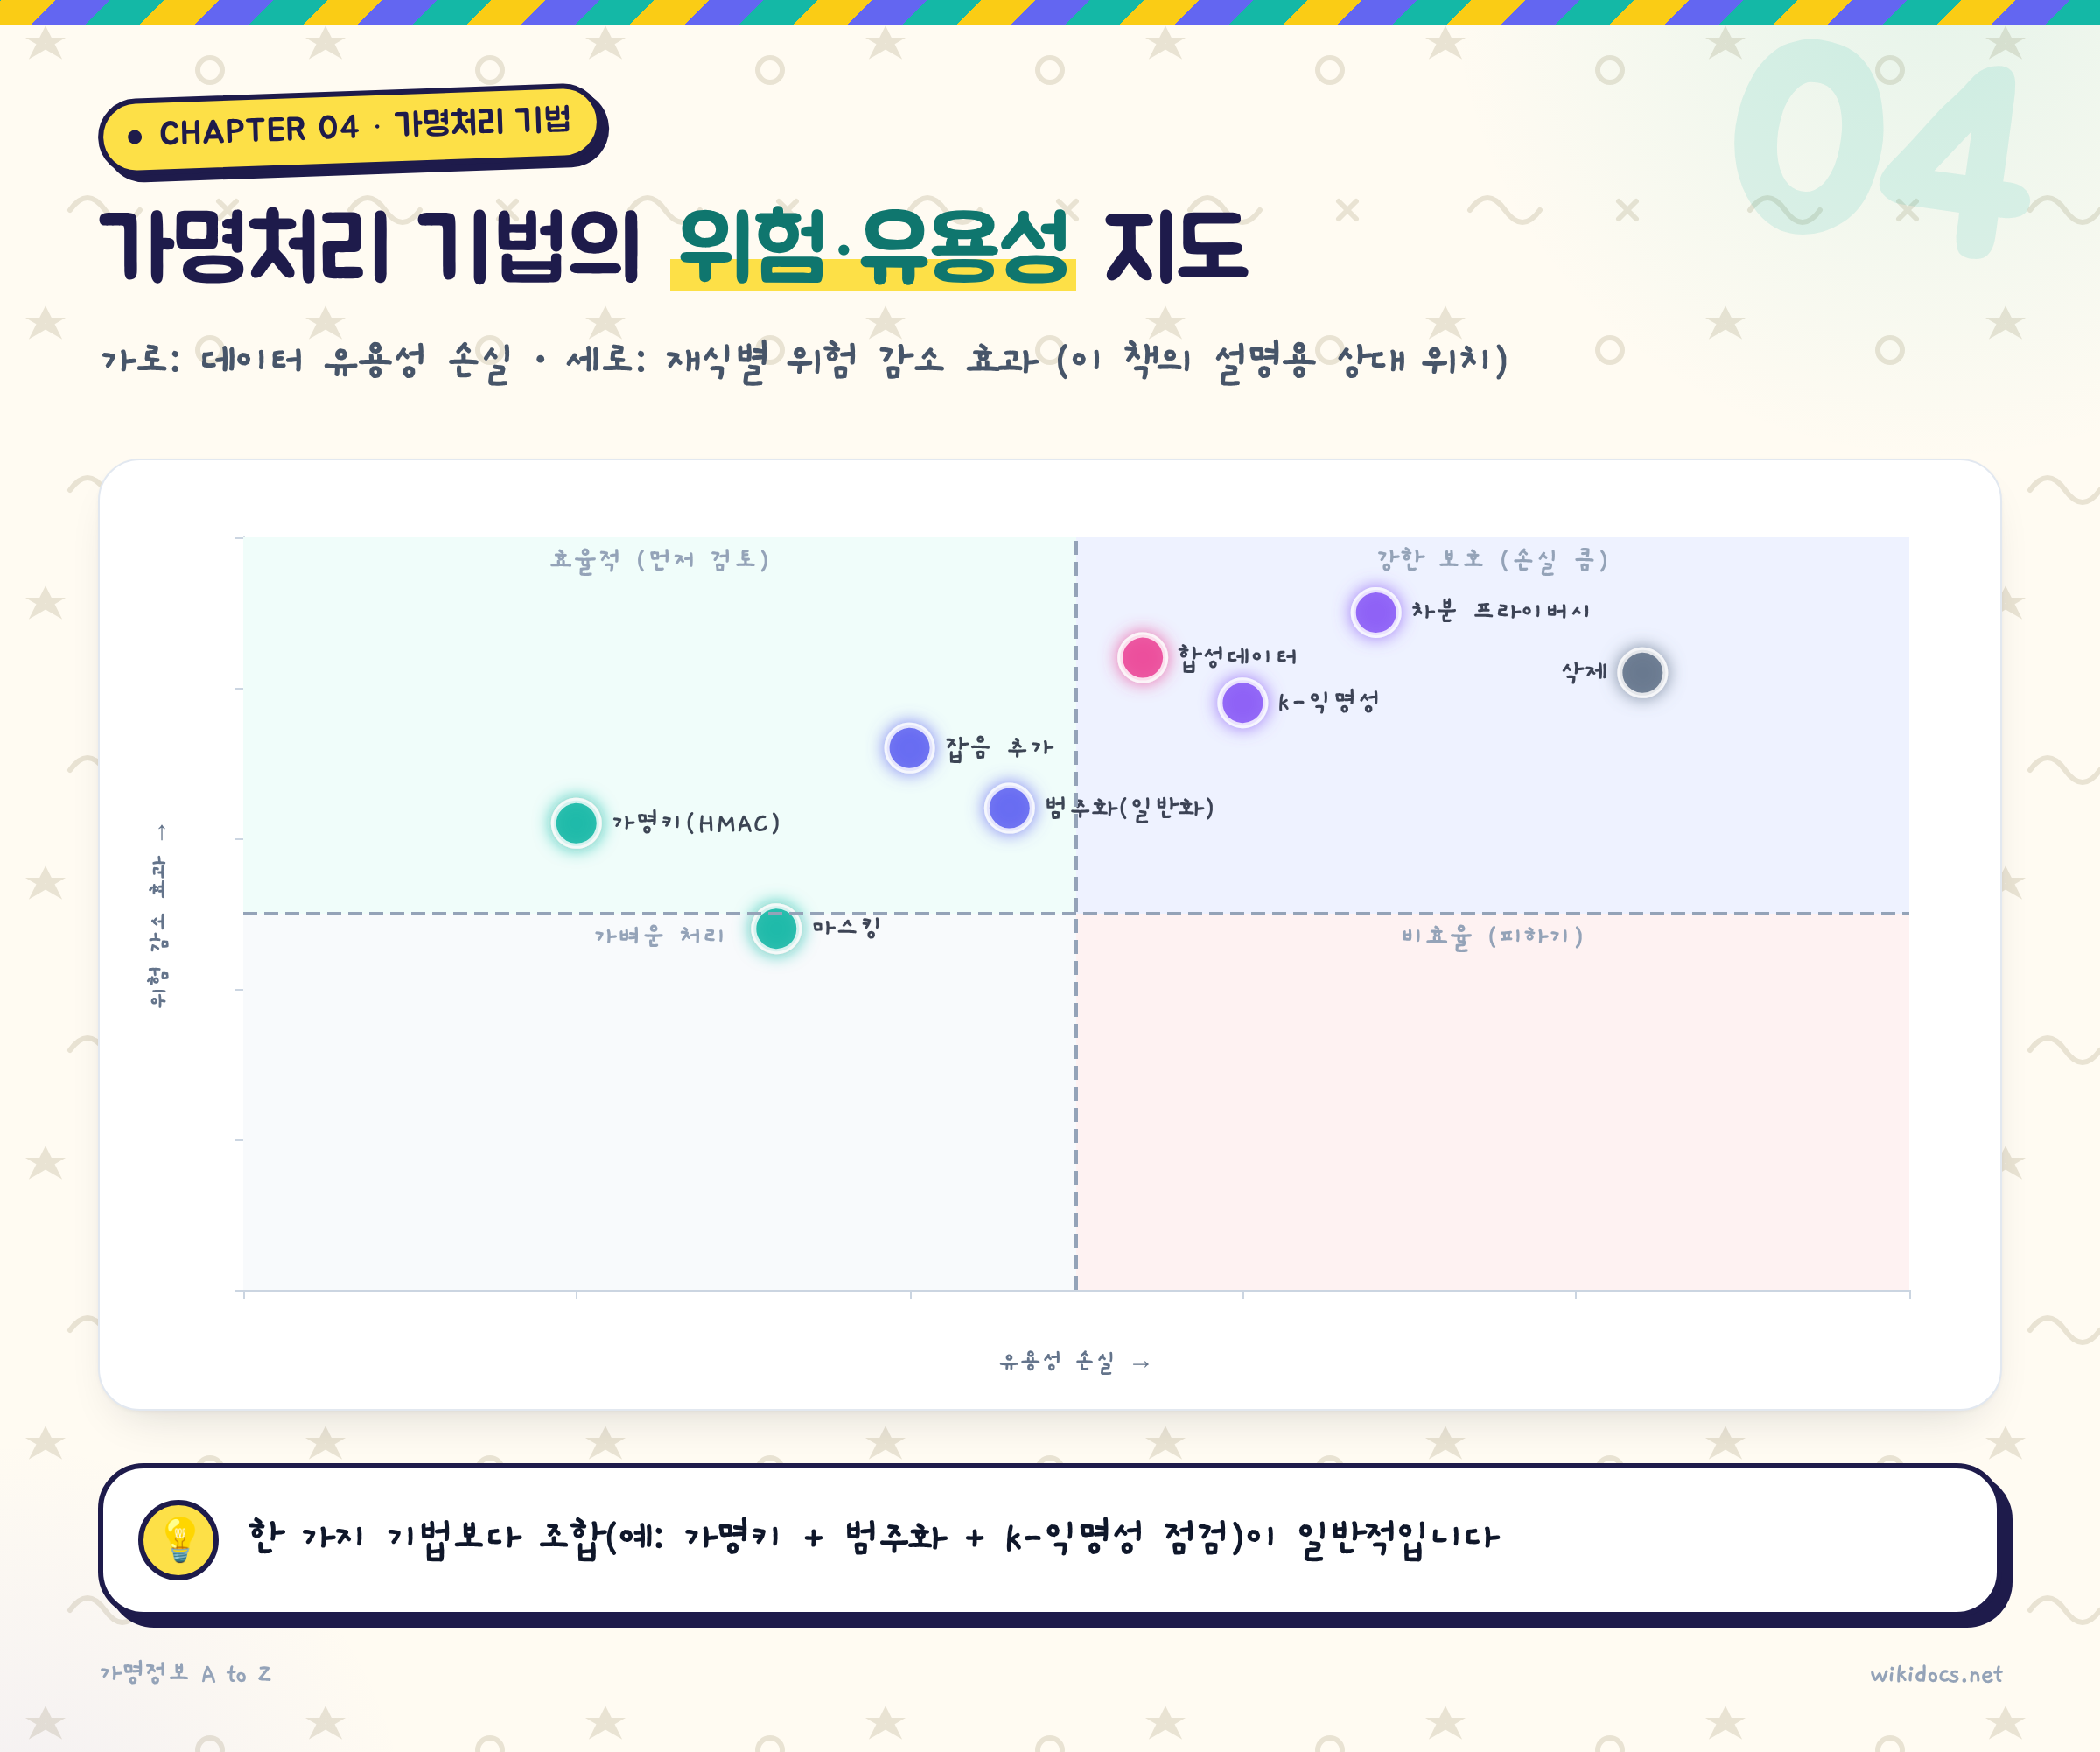 04
CHAPTER 04 · 가명처리 기법
가명처리 기법의 위험·유용성 지도
가로: 데이터 유용성 손실 · 세로: 재식별 위험 감소 효과 (이 책의 설명용 상대 위치)
효율적 (먼저 검토)
강한 보호 (손실 큼)
차분 프라이버시
합성데이터
삭제
k-익명성
잡음 추가
범주화(일반화)
가명키(HMAC)
마스킹
가벼운 처리
비효율 (피하기)
위험 감소 효과 →
유용성 손실 →
💡 한 가지 기법보다 조합(예: 가명키 + 범주화 + k-익명성 점검)이 일반적입니다
가명정보 A to Z
wikidocs.net